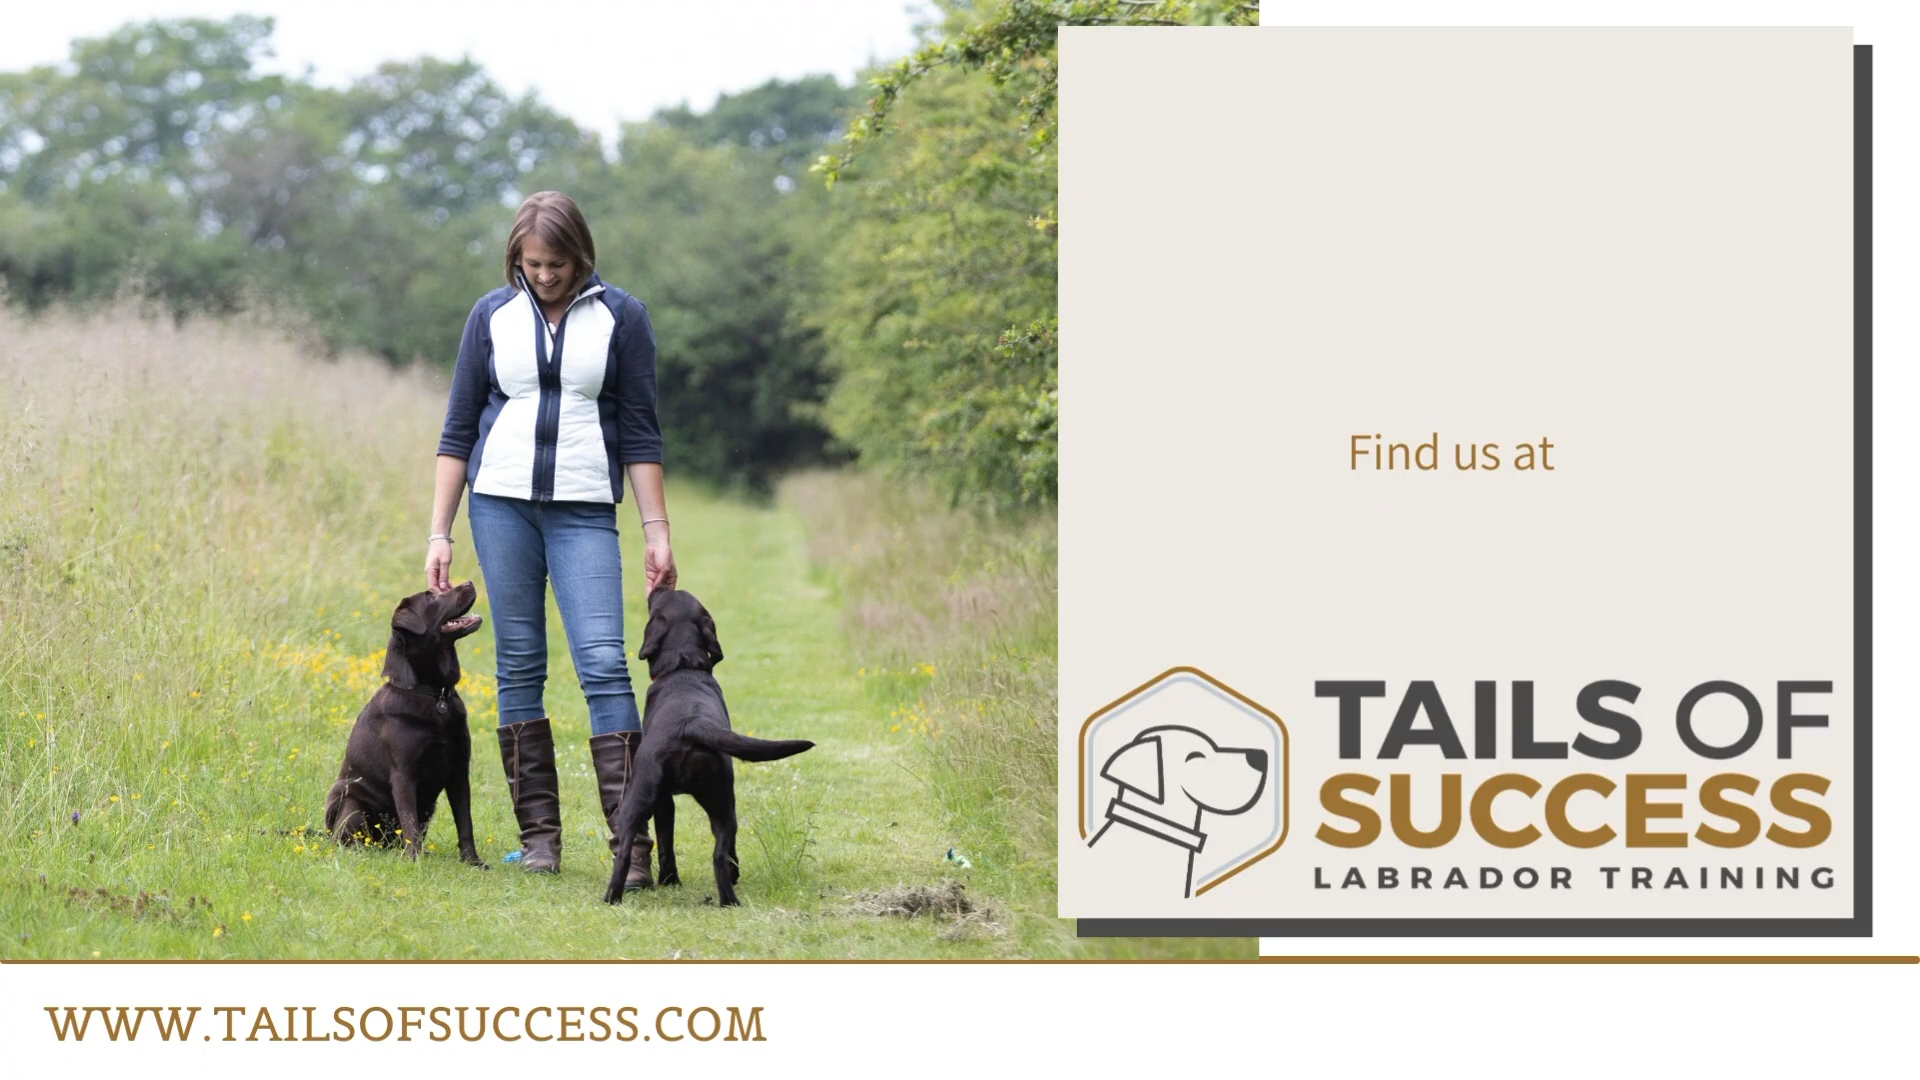 Find us at
TAILS OF
SUCCESS
LABRADOR TRAINING
WWW.TAILSOFSUCCESS.COM